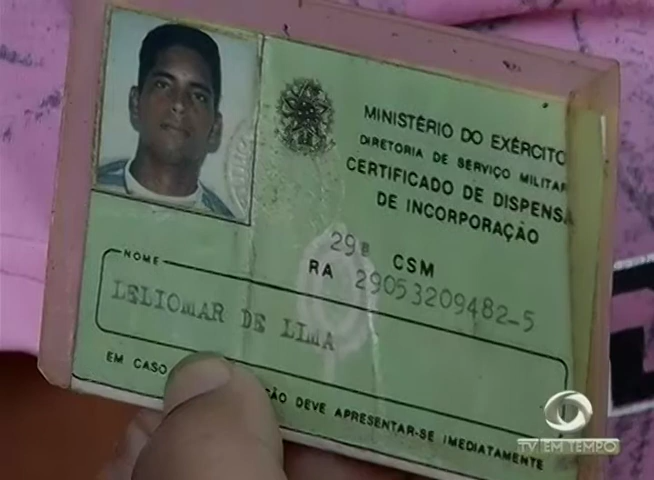 MINISTÉRIO DO EXÉRCITO
DIRETORIA DE SERVIÇO MILITAR
CERTIFICADO DE DISPENSA
DE INCORPORAÇÃO
29ª CSM
RA 29053209482-5
NOME
LELIOMAR DE LIMA
EM CASO ÇÃO DEVE APRESENTAR-SE IMEDIATAMENTE
TV EM TEMPO